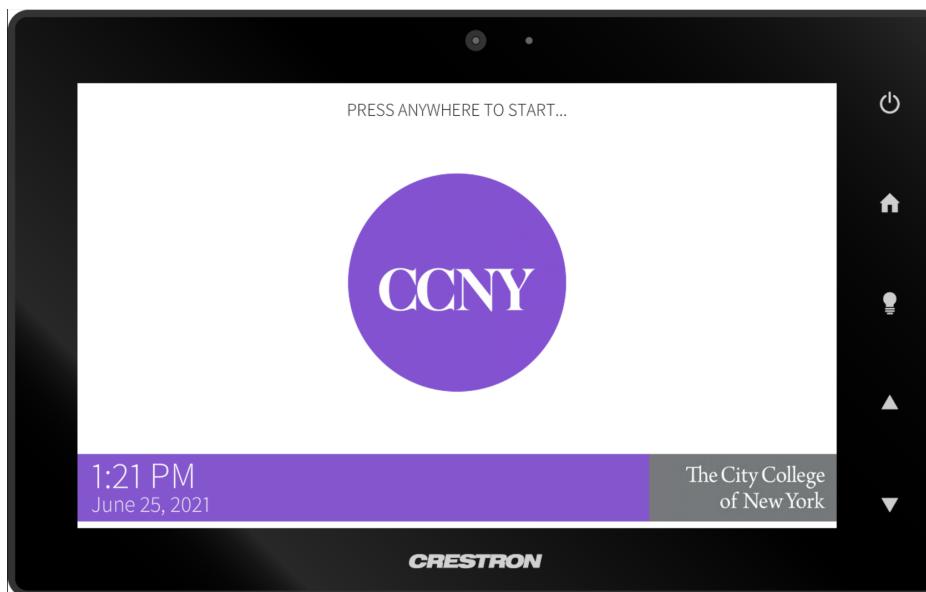 PRESS ANYWHERE TO START...
CCNY
1:21 PM
June 25, 2021
The City College
of New York
CRESTRON